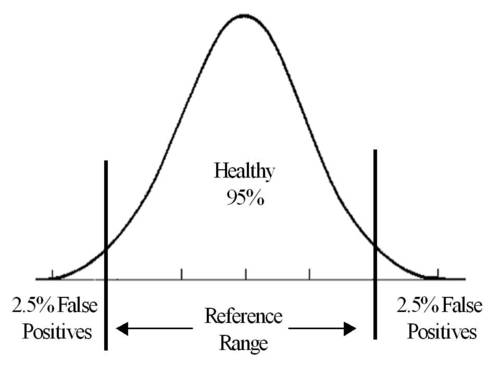 Healthy
95%
2.5% False
Positives
Reference
Range
2.5% False
Positives